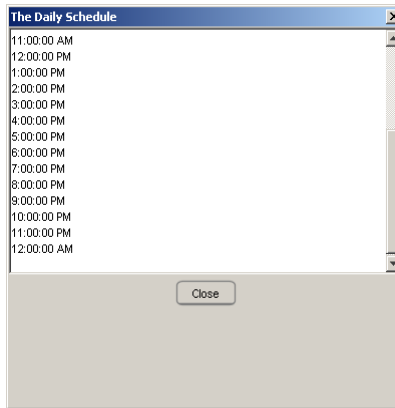 The Daily Schedule
11:00:00 AM
12:00:00 PM
1:00:00 PM
2:00:00 PM
3:00:00 PM
4:00:00 PM
5:00:00 PM
6:00:00 PM
7:00:00 PM
8:00:00 PM
9:00:00 PM
10:00:00 PM
11:00:00 PM
12:00:00 AM
Close